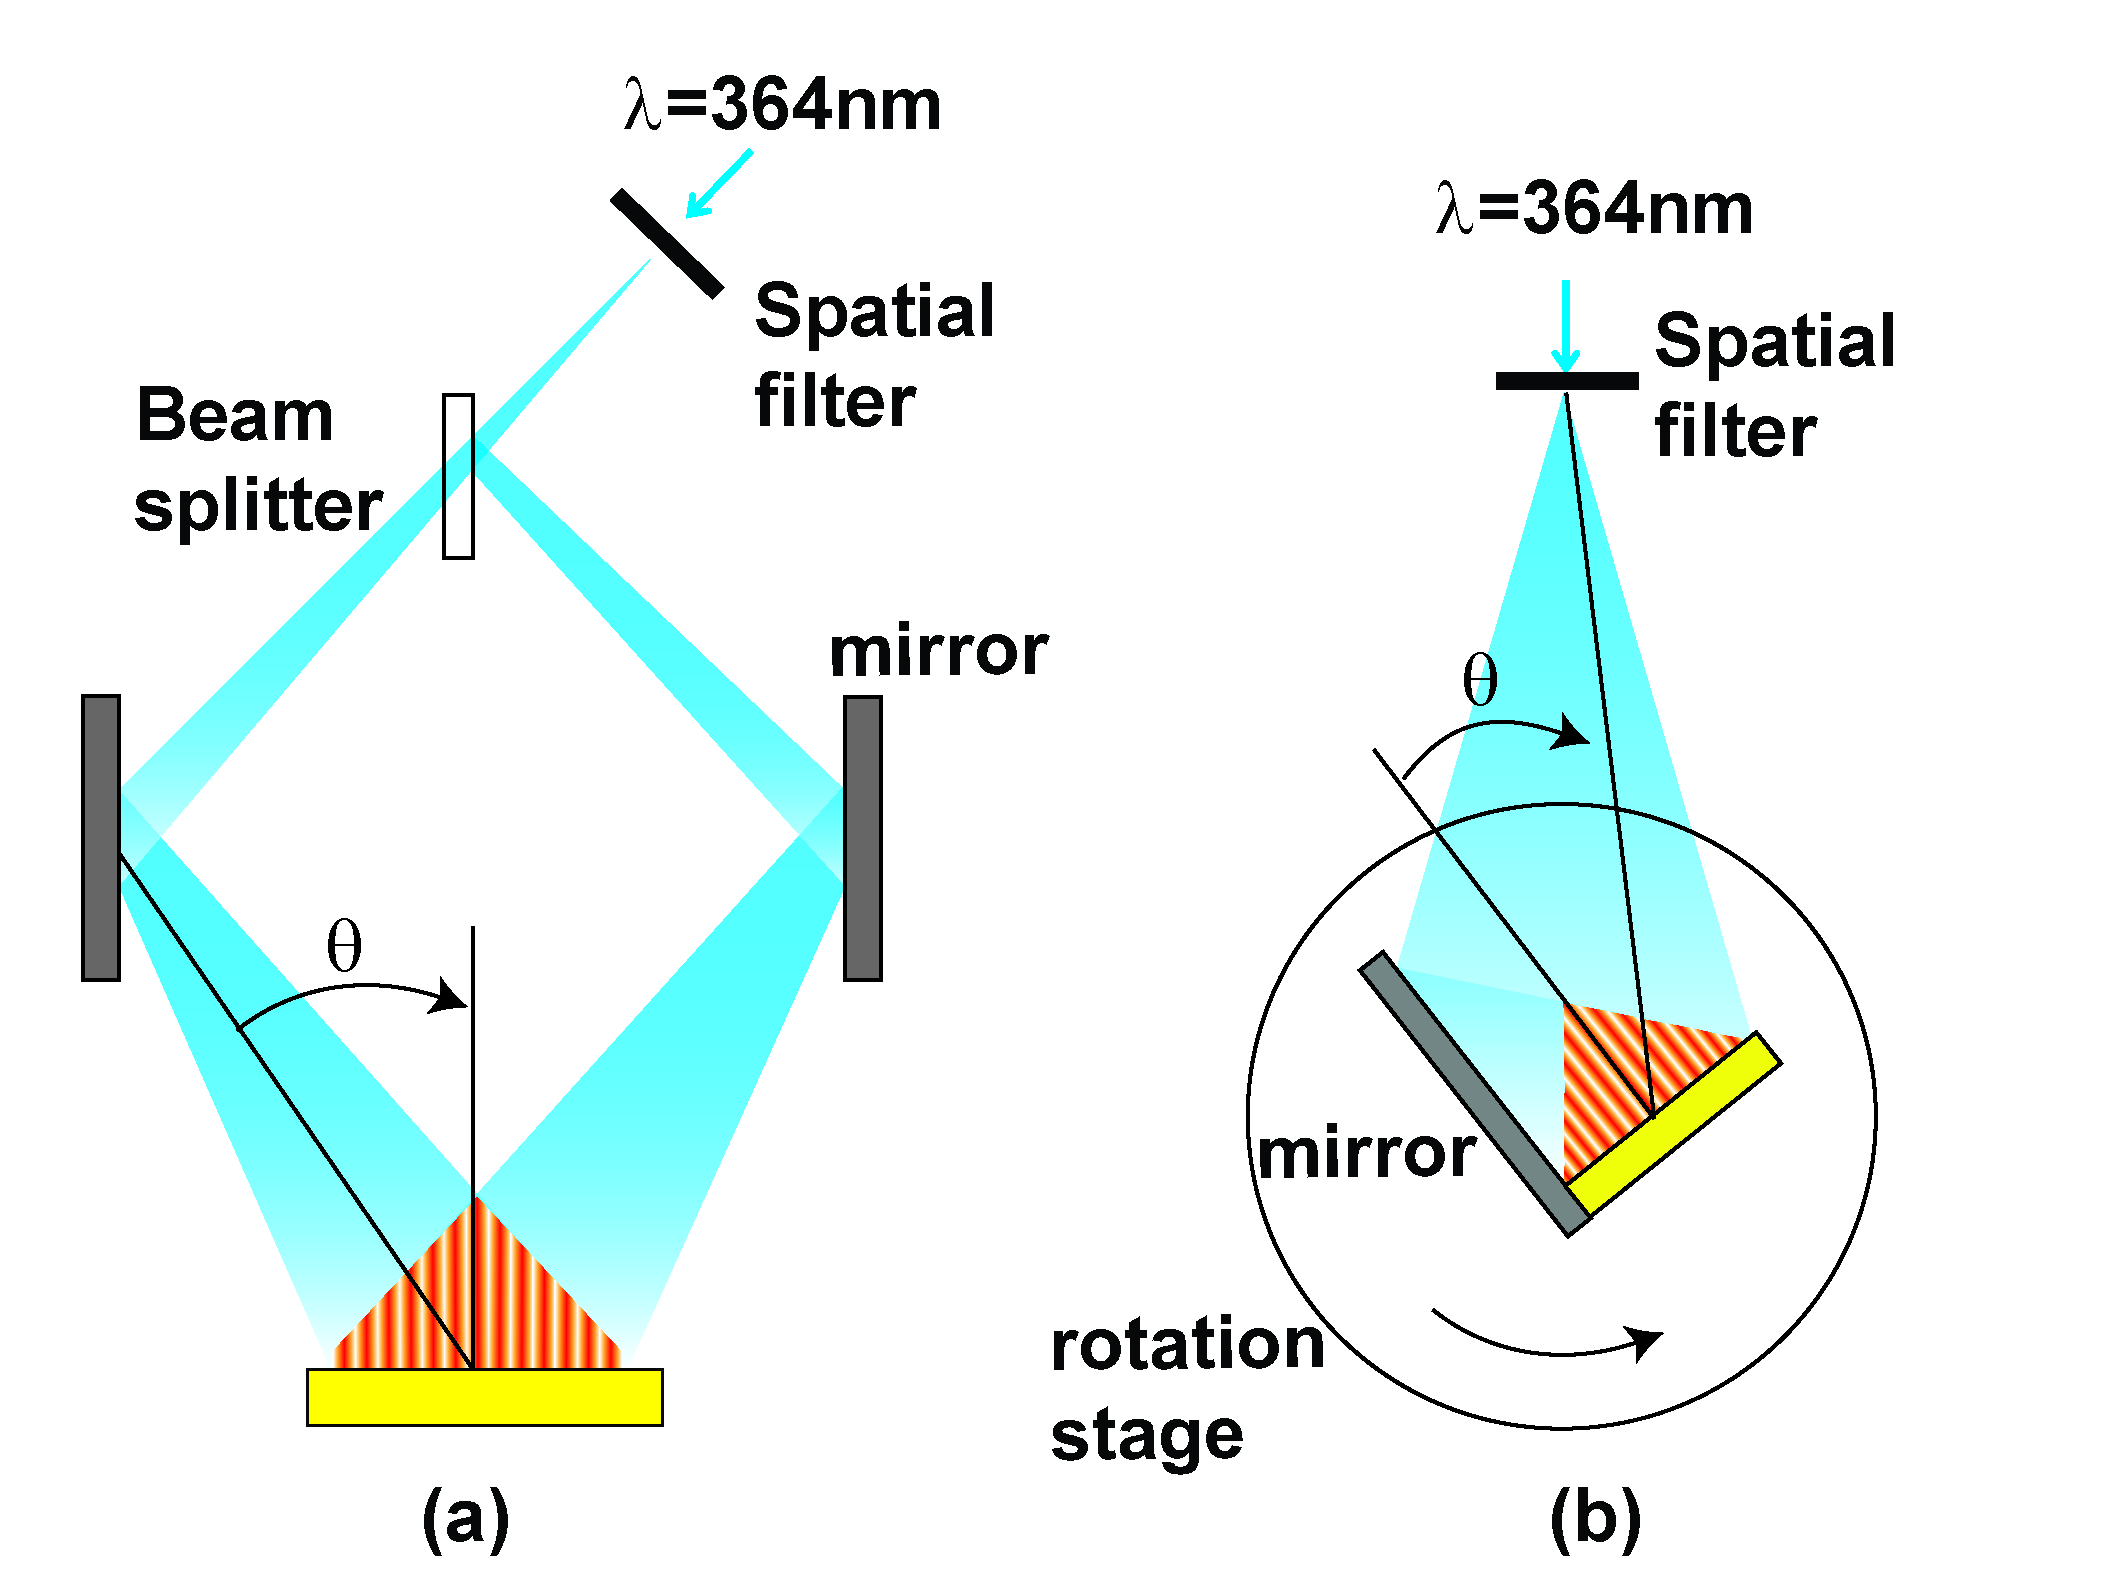 λ=364nm
Spatial
filter
Beam
splitter
mirror
θ
(a)
λ=364nm
Spatial
filter
θ
mirror
rotation
stage
(b)